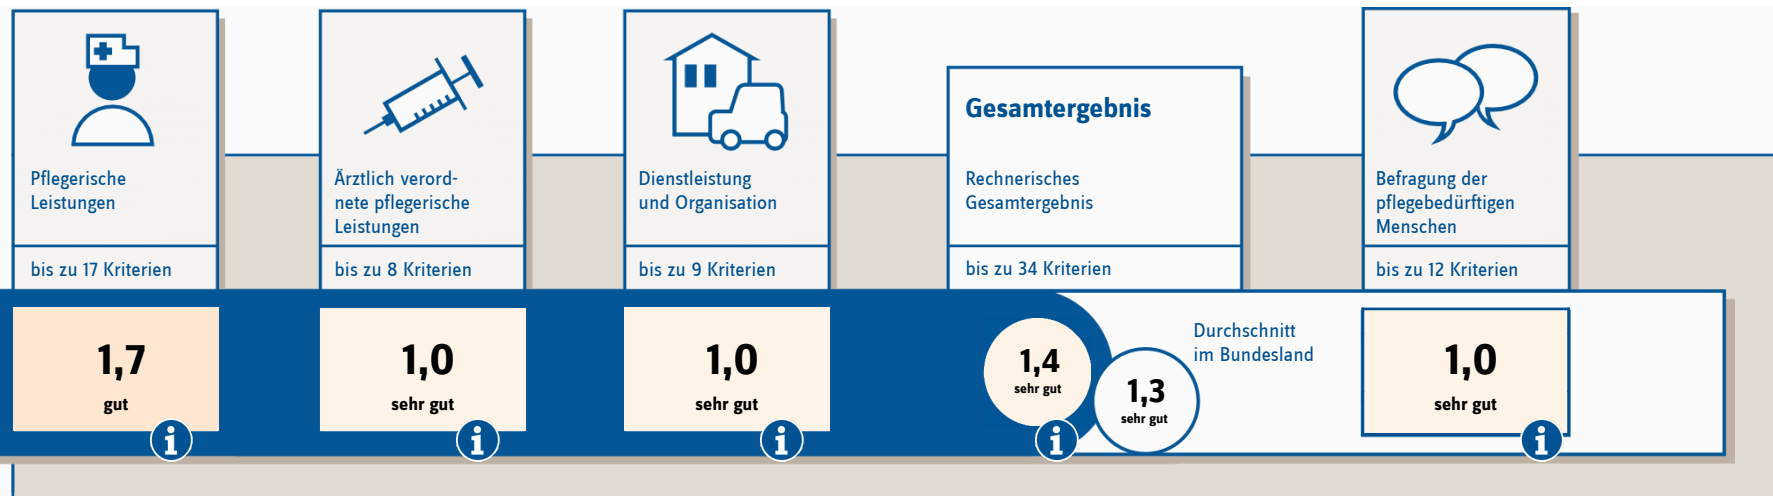 Pflegerische
Leistungen
bis zu 17 Kriterien
1,7
gut
Ärztlich verord-
nete pflegerische
Leistungen
bis zu 8 Kriterien
1,0
sehr gut
Dienstleistung
und Organisation
bis zu 9 Kriterien
1,0
sehr gut
Gesamtergebnis
Rechnerisches
Gesamtergebnis
bis zu 34 Kriterien
1,4
sehr gut
1,3
sehr gut
Durchschnitt
im Bundesland
Befragung der
pflegebedürftigen
Menschen
bis zu 12 Kriterien
1,0
sehr gut